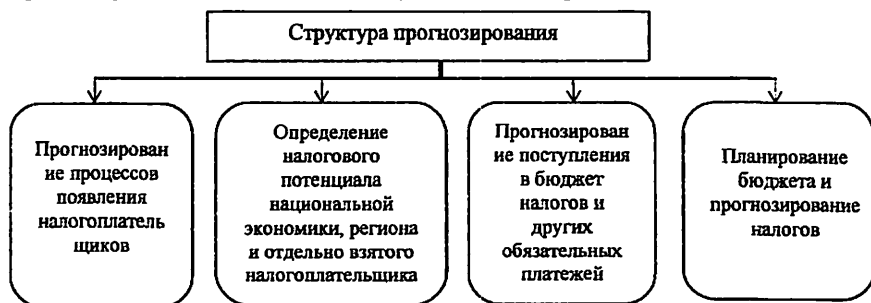 Структура прогнозирования
Прогнозирован
ие процессов
появления
налогоплатель
щиков
Определение
налогового
потенциала
национальной
экономики, региона
и отдельно взятого
налогоплательщика
Прогнозирован
ие поступления
в бюджет
налогов и
других
обязательных
платежей
Планирование
бюджета и
прогнозирование
налогов